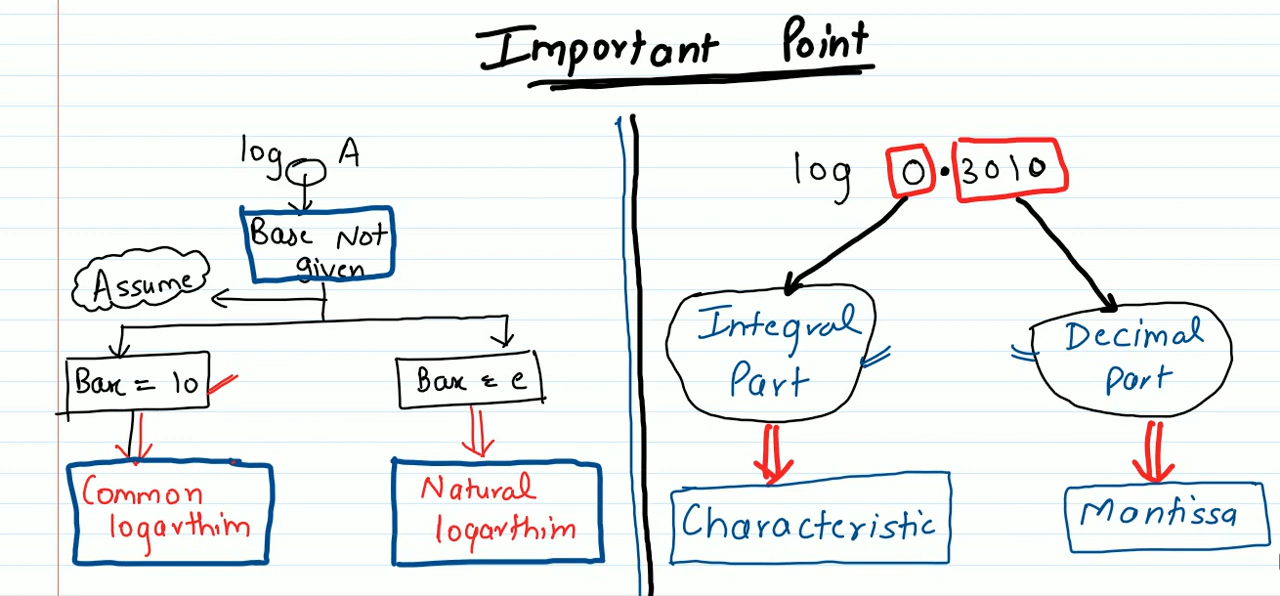 Important Point
log A
Base Not
given
Assume
Base = 10
Base = e
Common
logarthim
Natural
logarthim
log 0.3010
Integral
Part
Decimal
Part
Characteristic
Mantissa